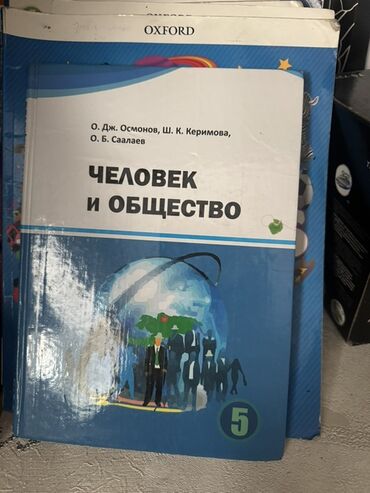 OXFORD
О. Дж. Осмонов, Ш. К. Керимова,
О. Б. Саалаев
ЧЕЛОВЕК
И ОБЩЕСТВО
5